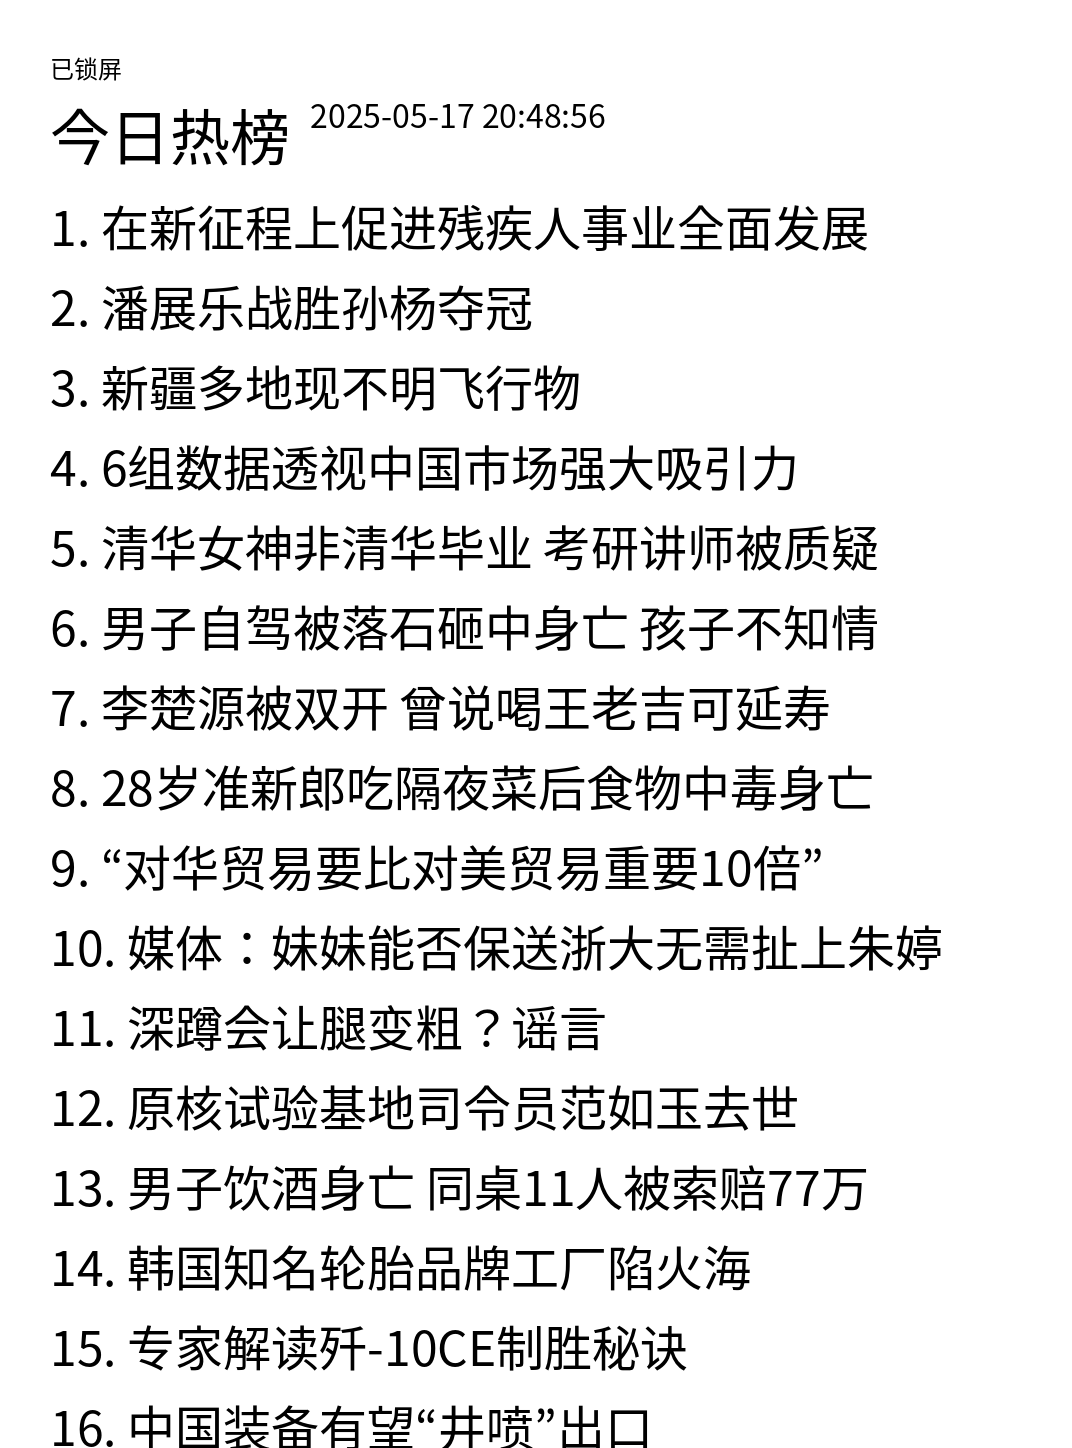 已锁屏
今日热榜 2025-05-17 20:48:56
1. 在新征程上促进残疾人事业全面发展
2. 潘展乐战胜孙杨夺冠
3. 新疆多地现不明飞行物
4. 6组数据透视中国市场强大吸引力
5. 清华女神非清华毕业 考研讲师被质疑
6. 男子自驾被落石砸中身亡 孩子不知情
7. 李楚源被双开 曾说喝王老吉可延寿
8. 28岁准新郎吃隔夜菜后食物中毒身亡
9. “对华贸易要比对美贸易重要10倍”
10. 媒体：妹妹能否保送浙大无需扯上朱婷
11. 深蹲会让腿变粗？谣言
12. 原核试验基地司令员范如玉去世
13. 男子饮酒身亡 同桌11人被索赔77万
14. 韩国知名轮胎品牌工厂陷火海
15. 专家解读歼-10CE制胜秘诀
16. 中国装备有望“井喷”出口